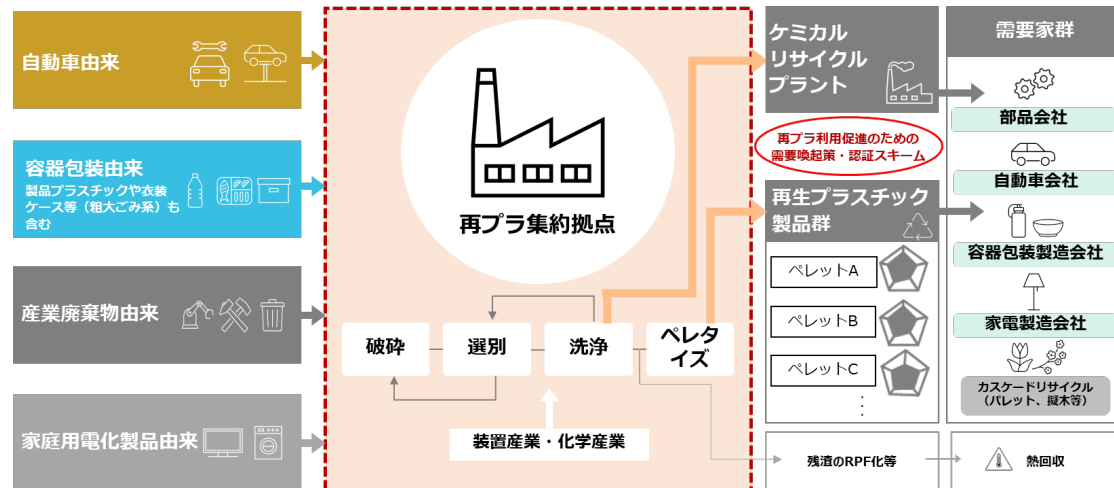 自動車由来
容器包装由来
製品プラスチックや衣装
ケース等（粗大ごみ系）も
含む
産業廃棄物由来
家庭用電化製品由来
再プラ集約拠点
破砕
選別
洗浄
ペレタ
イズ
装置産業・化学産業
ケミカル
リサイクル
プラント
再プラ利用促進のための
需要喚起策・認証スキーム
再生プラスチック
製品群
ペレットA
ペレットB
ペレットC
⋮
残渣のRPF化等
需要家群
部品会社
自動車会社
容器包装製造会社
家電製造会社
カスケードリサイクル
（パレット、擬木等）
熱回収